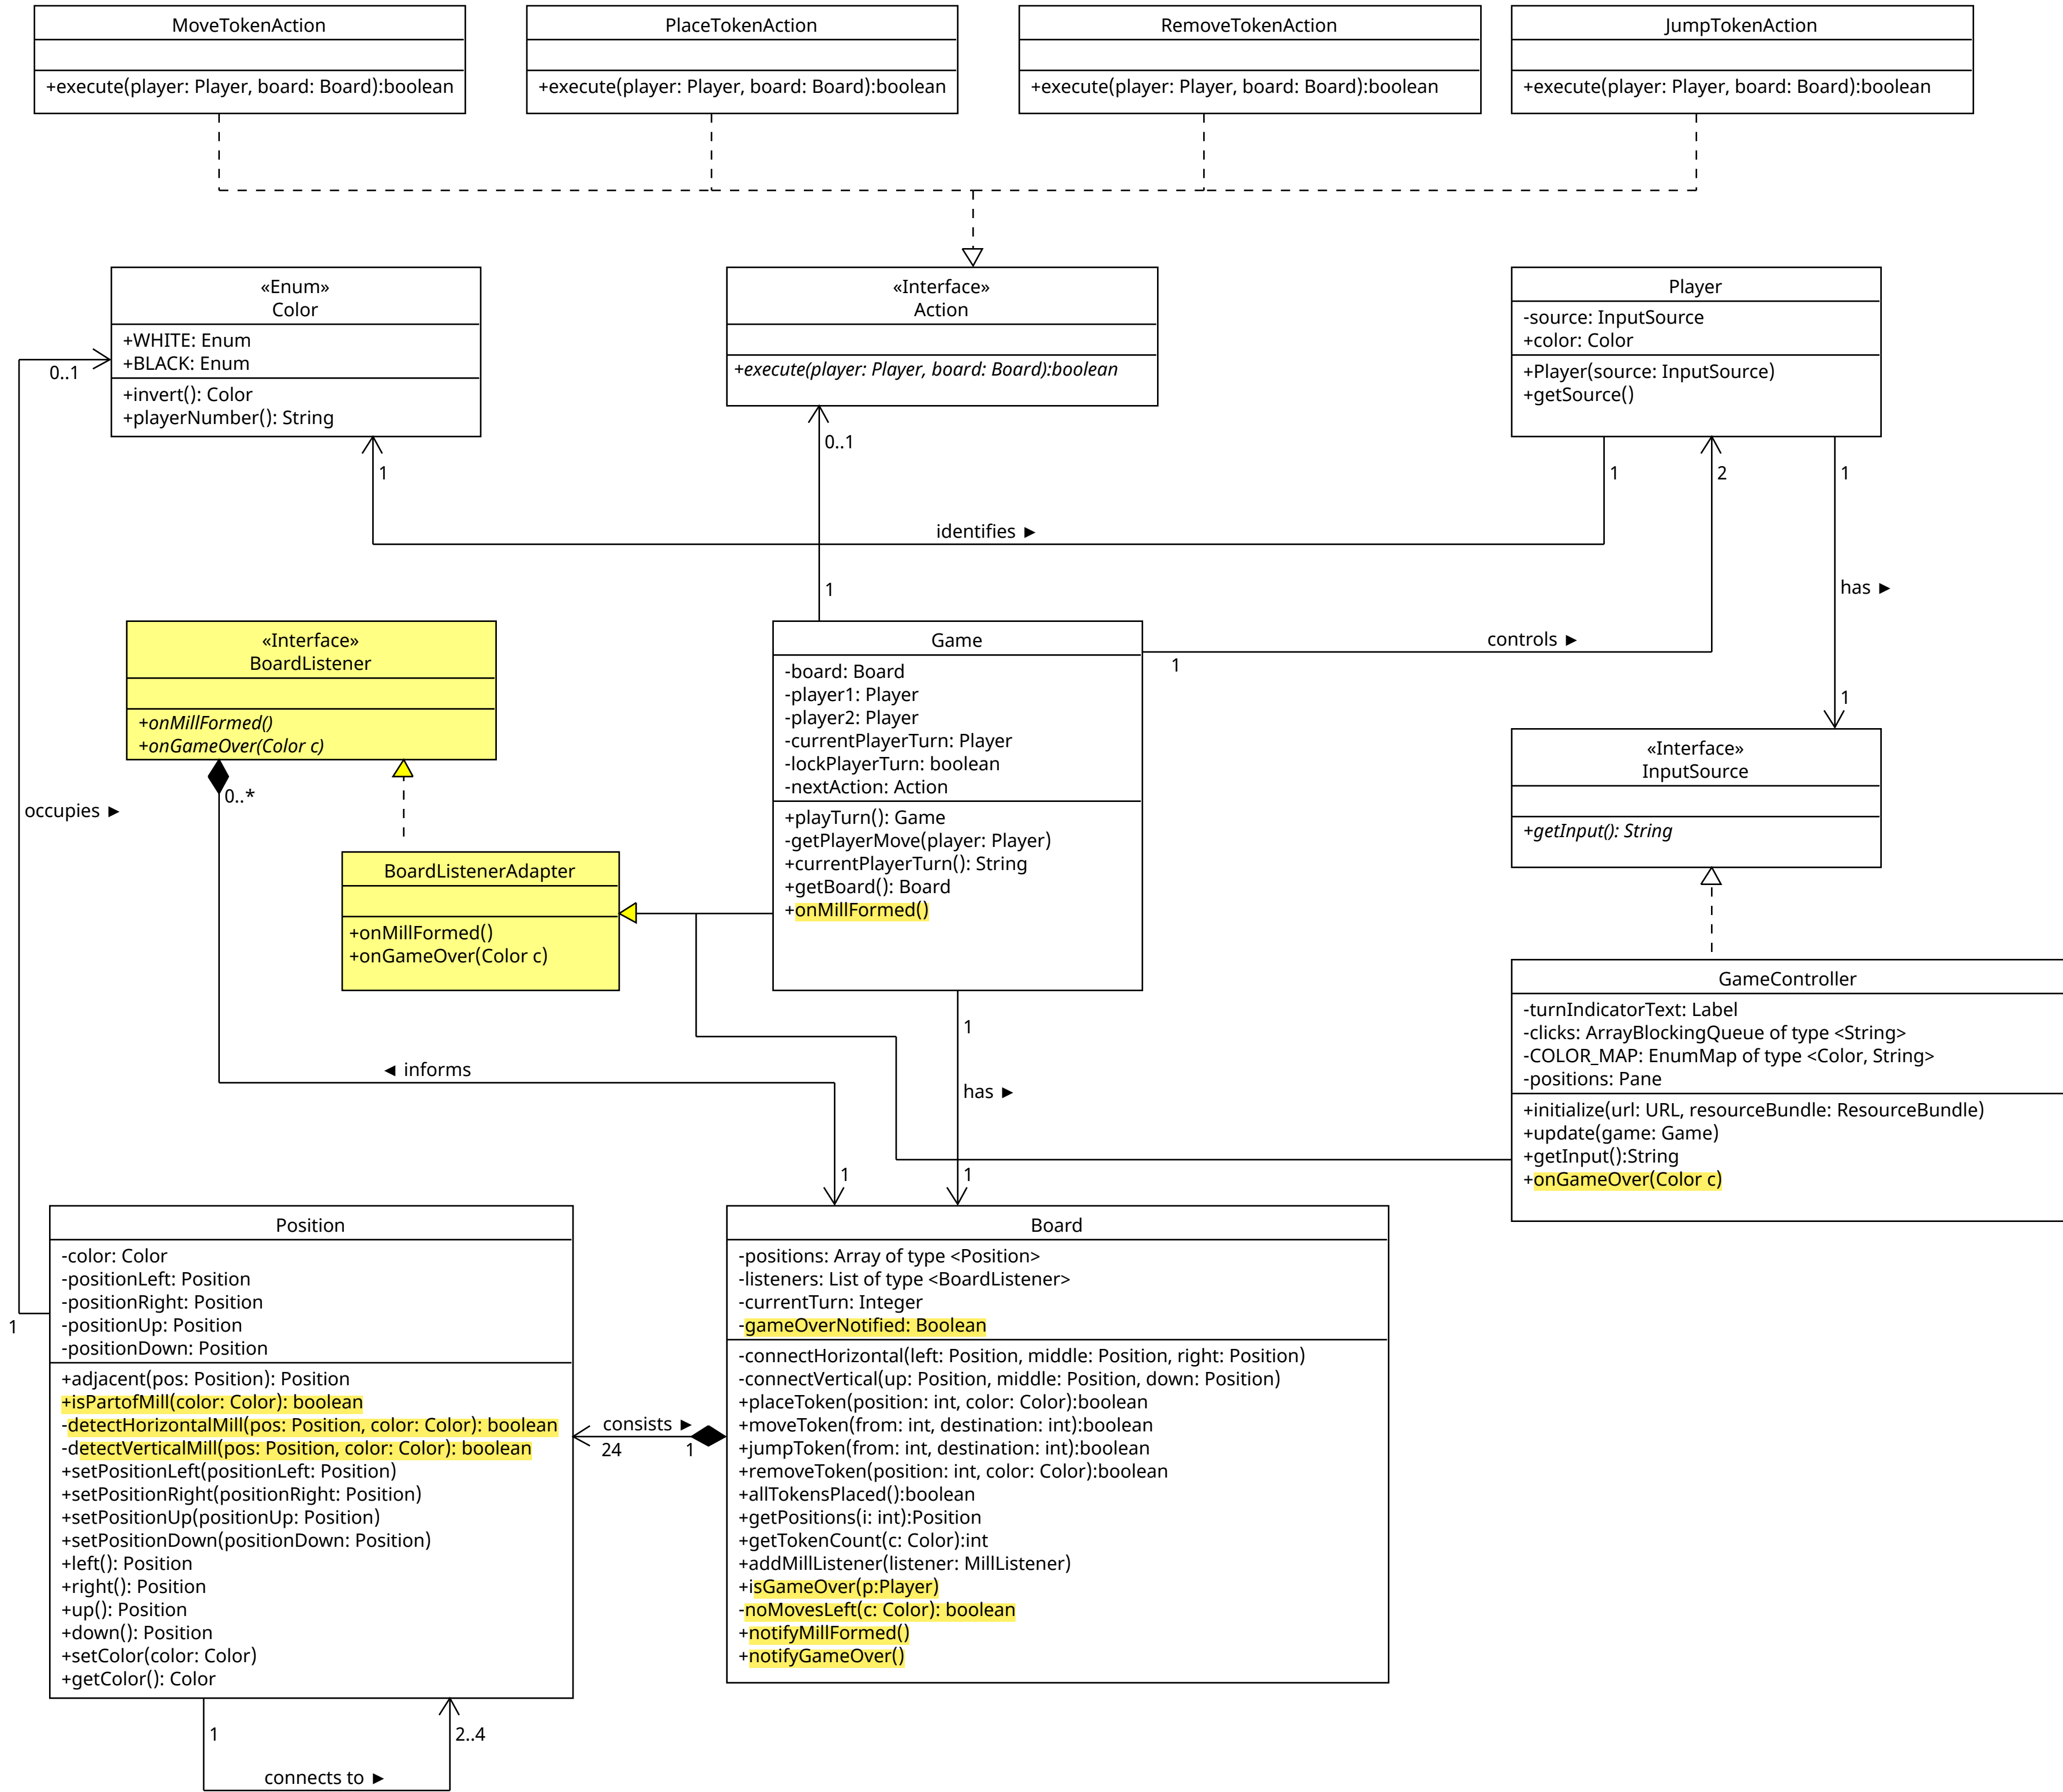 MoveTokenAction
+execute(player: Player, board: Board):boolean
PlaceTokenAction
+execute(player: Player, board: Board):boolean
RemoveTokenAction
+execute(player: Player, board: Board):boolean
JumpTokenAction
+execute(player: Player, board: Board):boolean
«Enum»
Color
+WHITE: Enum
+BLACK: Enum
+invert(): Color
+playerNumber(): String
«Interface»
Action
+execute(player: Player, board: Board):boolean
Player
-source: InputSource
+color: Color
+Player(source: InputSource)
+getSource()
0..1
1
0..1
1
2
1
identifies ►
1
has ►
controls ►
1
1
«Interface»
BoardListener
+onMillFormed()
+onGameOver(Color c)
0..*
occupies ►
Game
-board: Board
-player1: Player
-player2: Player
-currentPlayerTurn: Player
-lockPlayerTurn: boolean
-nextAction: Action
+playTurn(): Game
-getPlayerMove(player: Player)
+currentPlayerTurn(): String
+getBoard(): Board
+onMillFormed()
«Interface»
InputSource
+getInput(): String
BoardListenerAdapter
+onMillFormed()
+onGameOver(Color c)
GameController
-turnIndicatorText: Label
-clicks: ArrayBlockingQueue of type <String>
-COLOR_MAP: EnumMap of type <Color, String>
-positions: Pane
+initialize(url: URL, resourceBundle: ResourceBundle)
+update(game: Game)
+getInput():String
+onGameOver(Color c)
1
◄ informs
has ►
1
1
Position
-color: Color
-positionLeft: Position
-positionRight: Position
-positionUp: Position
-positionDown: Position
+adjacent(pos: Position): Position
+isPartofMill(color: Color): boolean
-detectHorizontalMill(pos: Position, color: Color): boolean
-detectVerticalMill(pos: Position, color: Color): boolean
+setPositionLeft(positionLeft: Position)
+setPositionRight(positionRight: Position)
+setPositionUp(positionUp: Position)
+setPositionDown(positionDown: Position)
+left(): Position
+right(): Position
+up(): Position
+down(): Position
+setColor(color: Color)
+getColor(): Color
1
consists ►
24
1
Board
-positions: Array of type <Position>
-listeners: List of type <BoardListener>
-currentTurn: Integer
-gameOverNotified: Boolean
-connectHorizontal(left: Position, middle: Position, right: Position)
-connectVertical(up: Position, middle: Position, down: Position)
+placeToken(position: int, color: Color):boolean
+moveToken(from: int, destination: int):boolean
+jumpToken(from: int, destination: int):boolean
+removeToken(position: int, color: Color):boolean
+allTokensPlaced():boolean
+getPositions(i: int):Position
+getTokenCount(c: Color):int
+addMillListener(listener: MillListener)
+isGameOver(p:Player)
-noMovesLeft(c: Color): boolean
+notifyMillFormed()
+notifyGameOver()
1
2..4
connects to ►